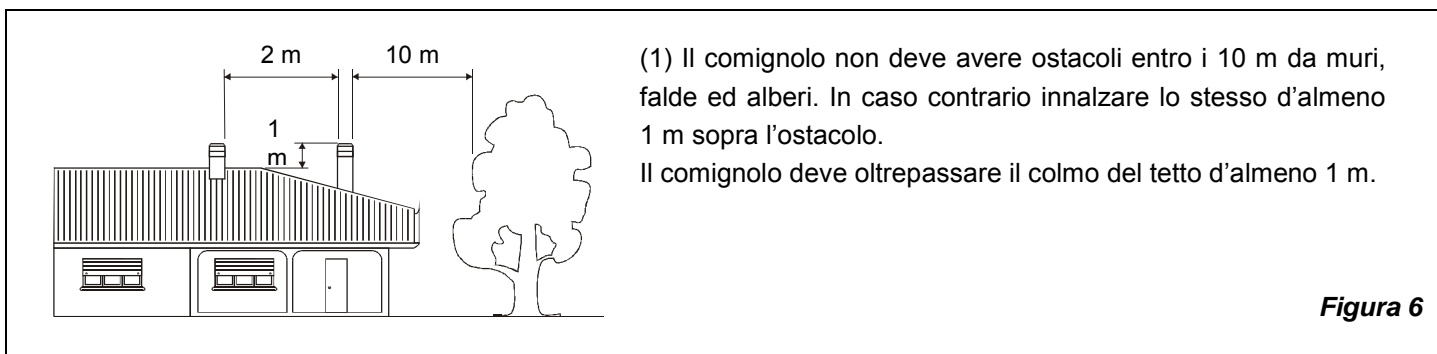 2 m
10 m
1
m
(1) Il comignolo non deve avere ostacoli entro i 10 m da muri,
falde ed alberi. In caso contrario innalzare lo stesso d’almeno
1 m sopra l’ostacolo.
Il comignolo deve oltrepassare il colmo del tetto d’almeno 1 m.
Figura 6